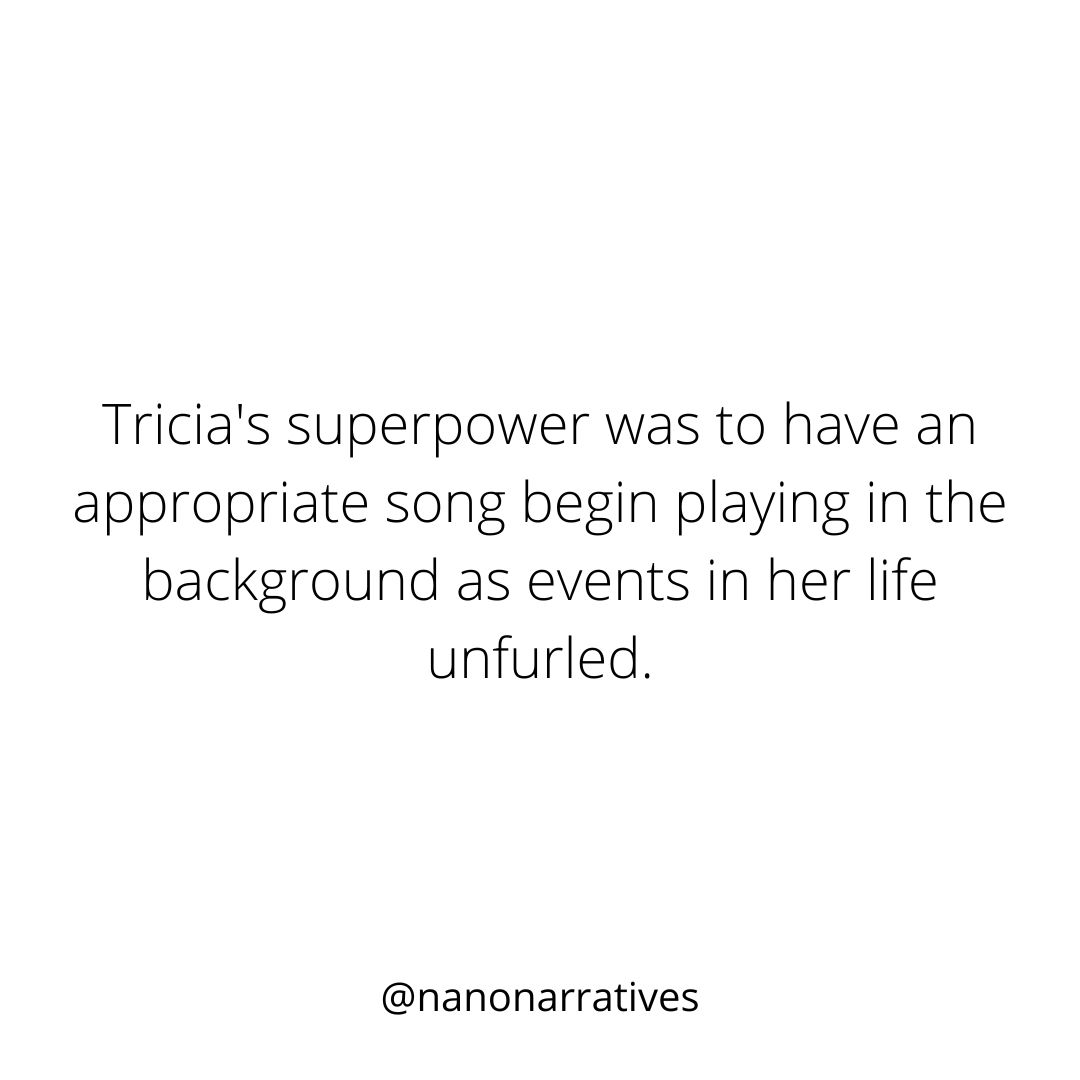 Tricia's superpower was to have an
appropriate song begin playing in the
background as events in her life
unfurled.
@nanonarratives